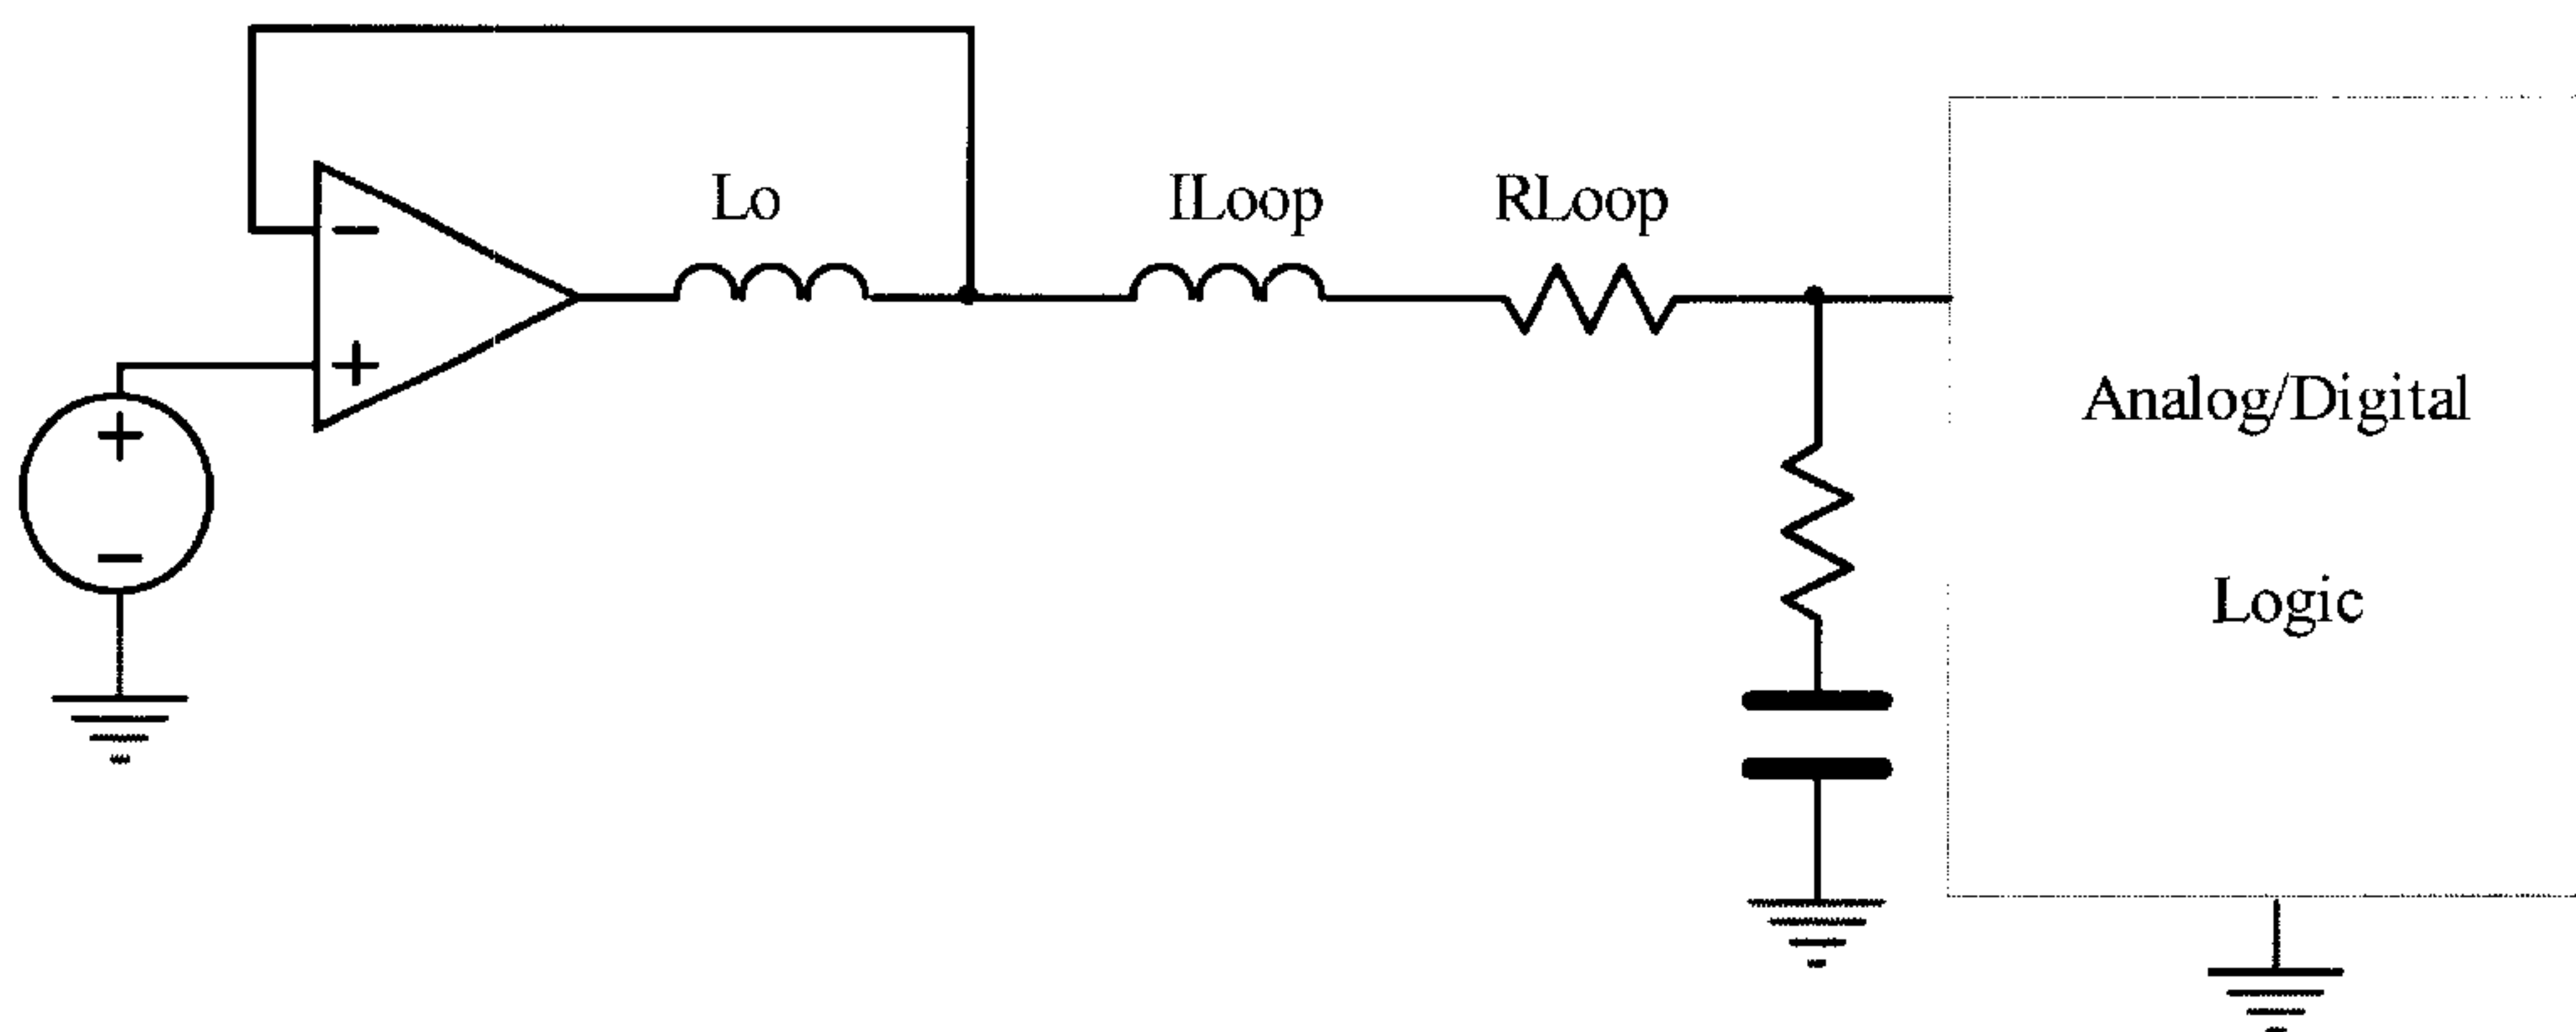 Lo
ILoop
RLoop
−
+
+
−
Analog/Digital
Logic